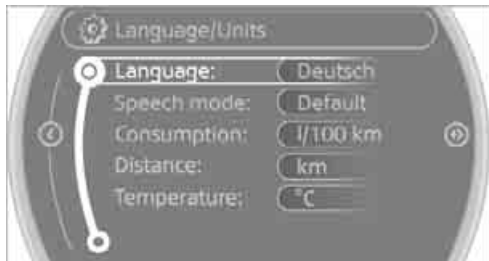 Language/Units
Language: Deutsch
Speech mode: Default
Consumption: l/100 km
Distance: km
Temperature: °C